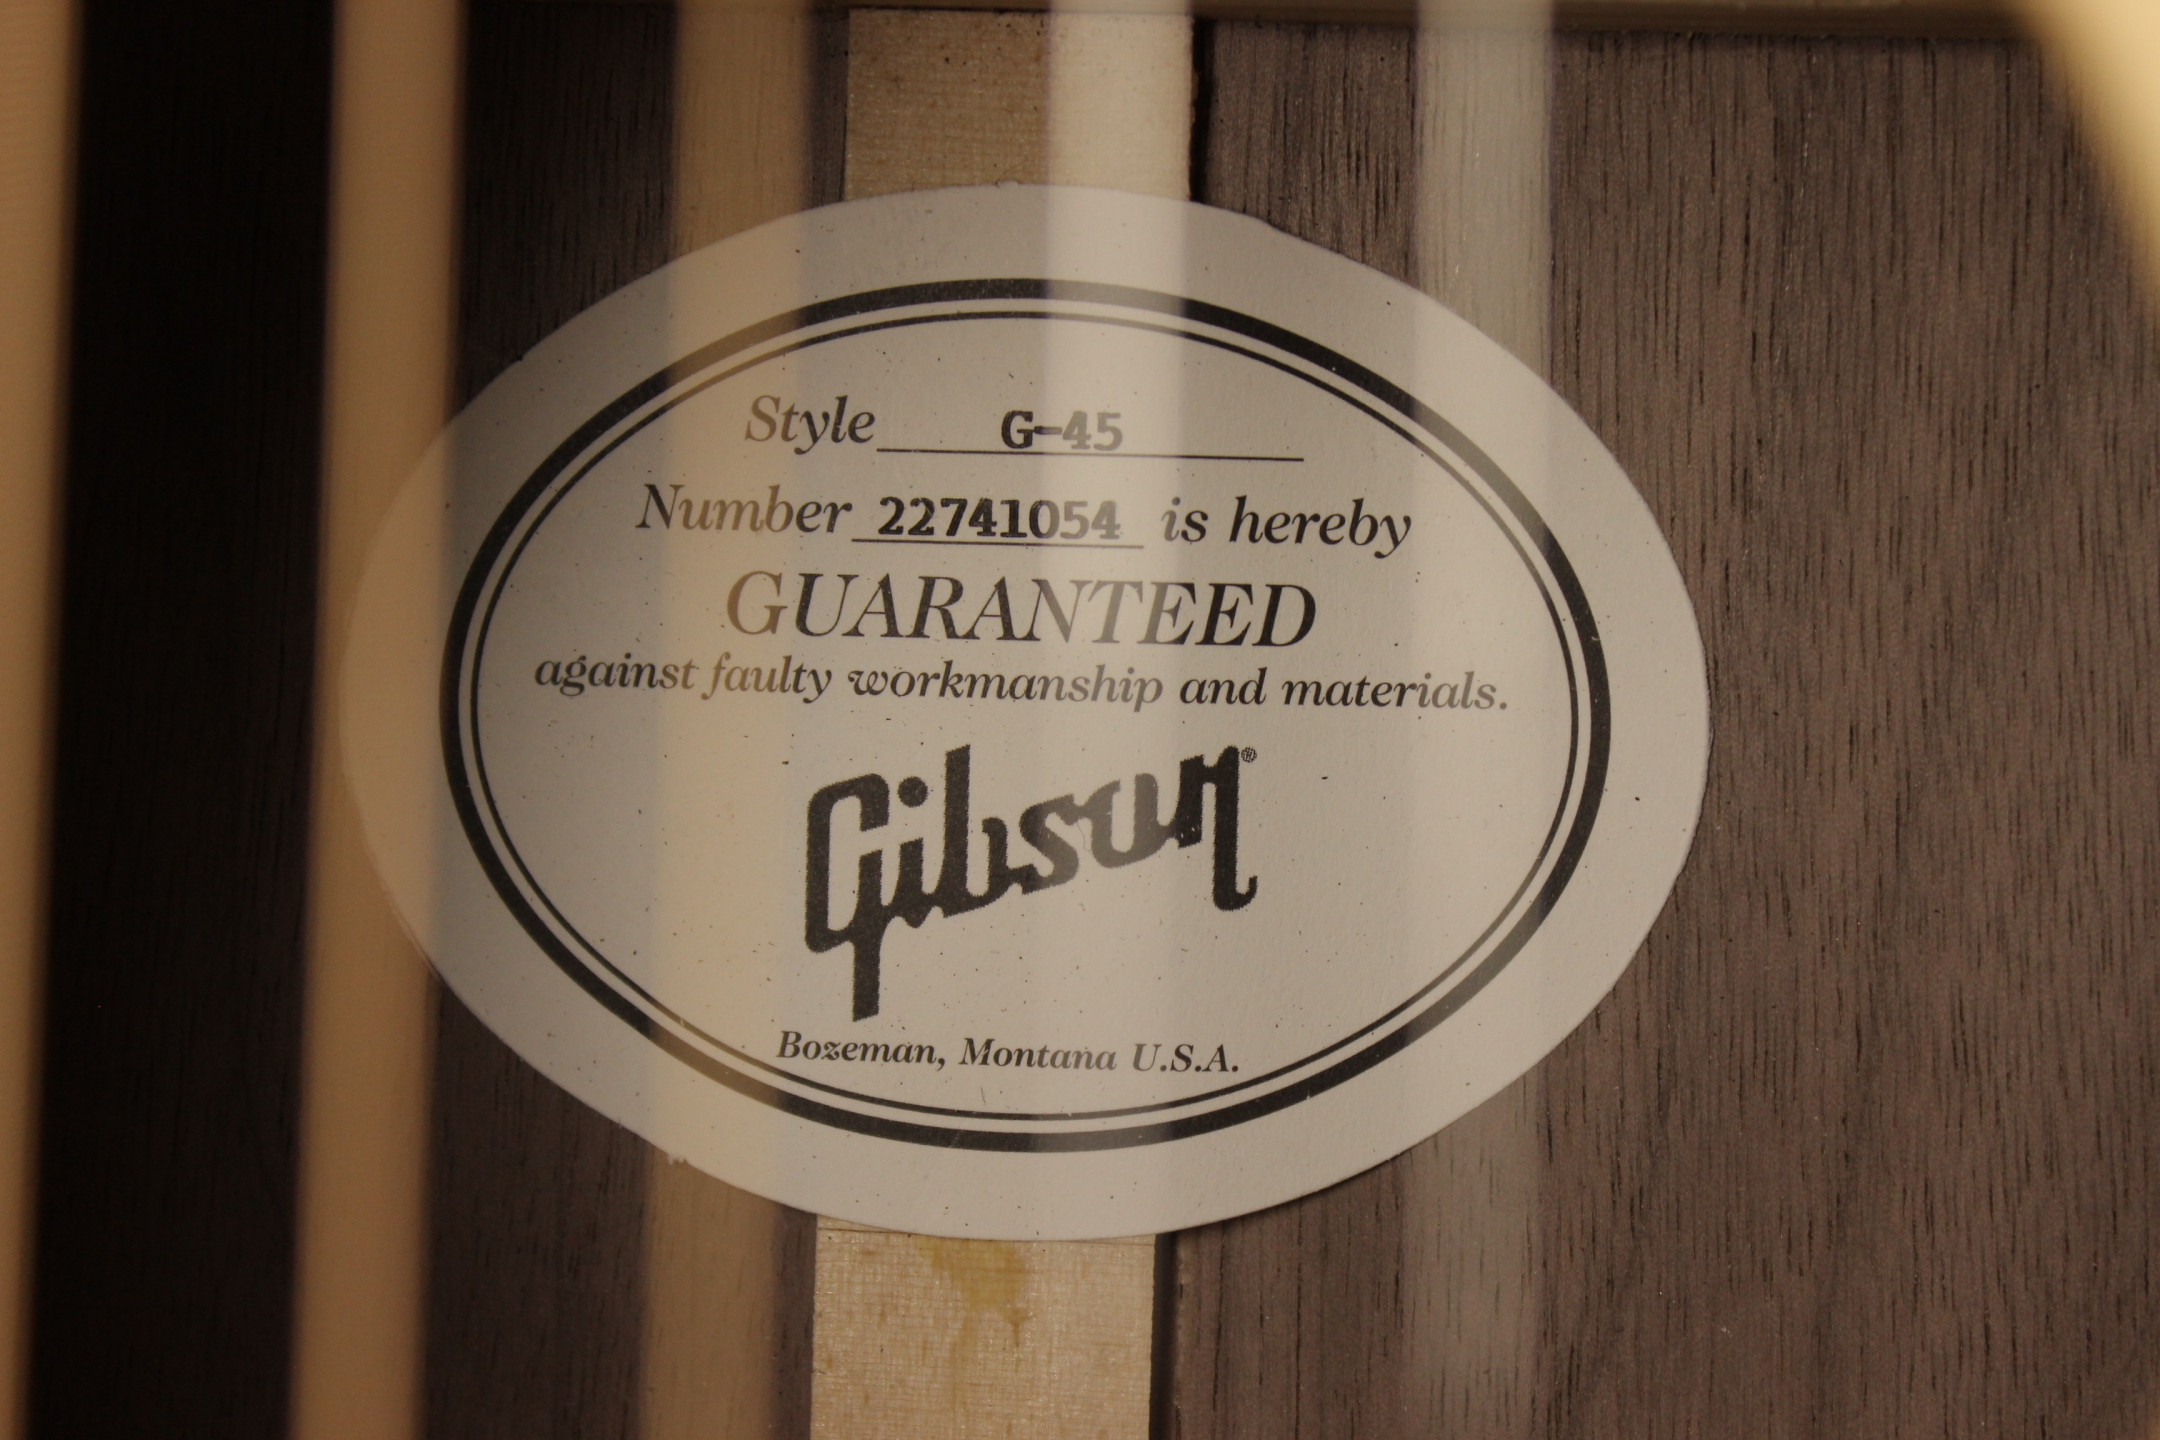 Style G-45
Number 22741054 is hereby
GUARANTEED
against faulty workmanship and materials.
Gibson®
Bozeman, Montana U.S.A.